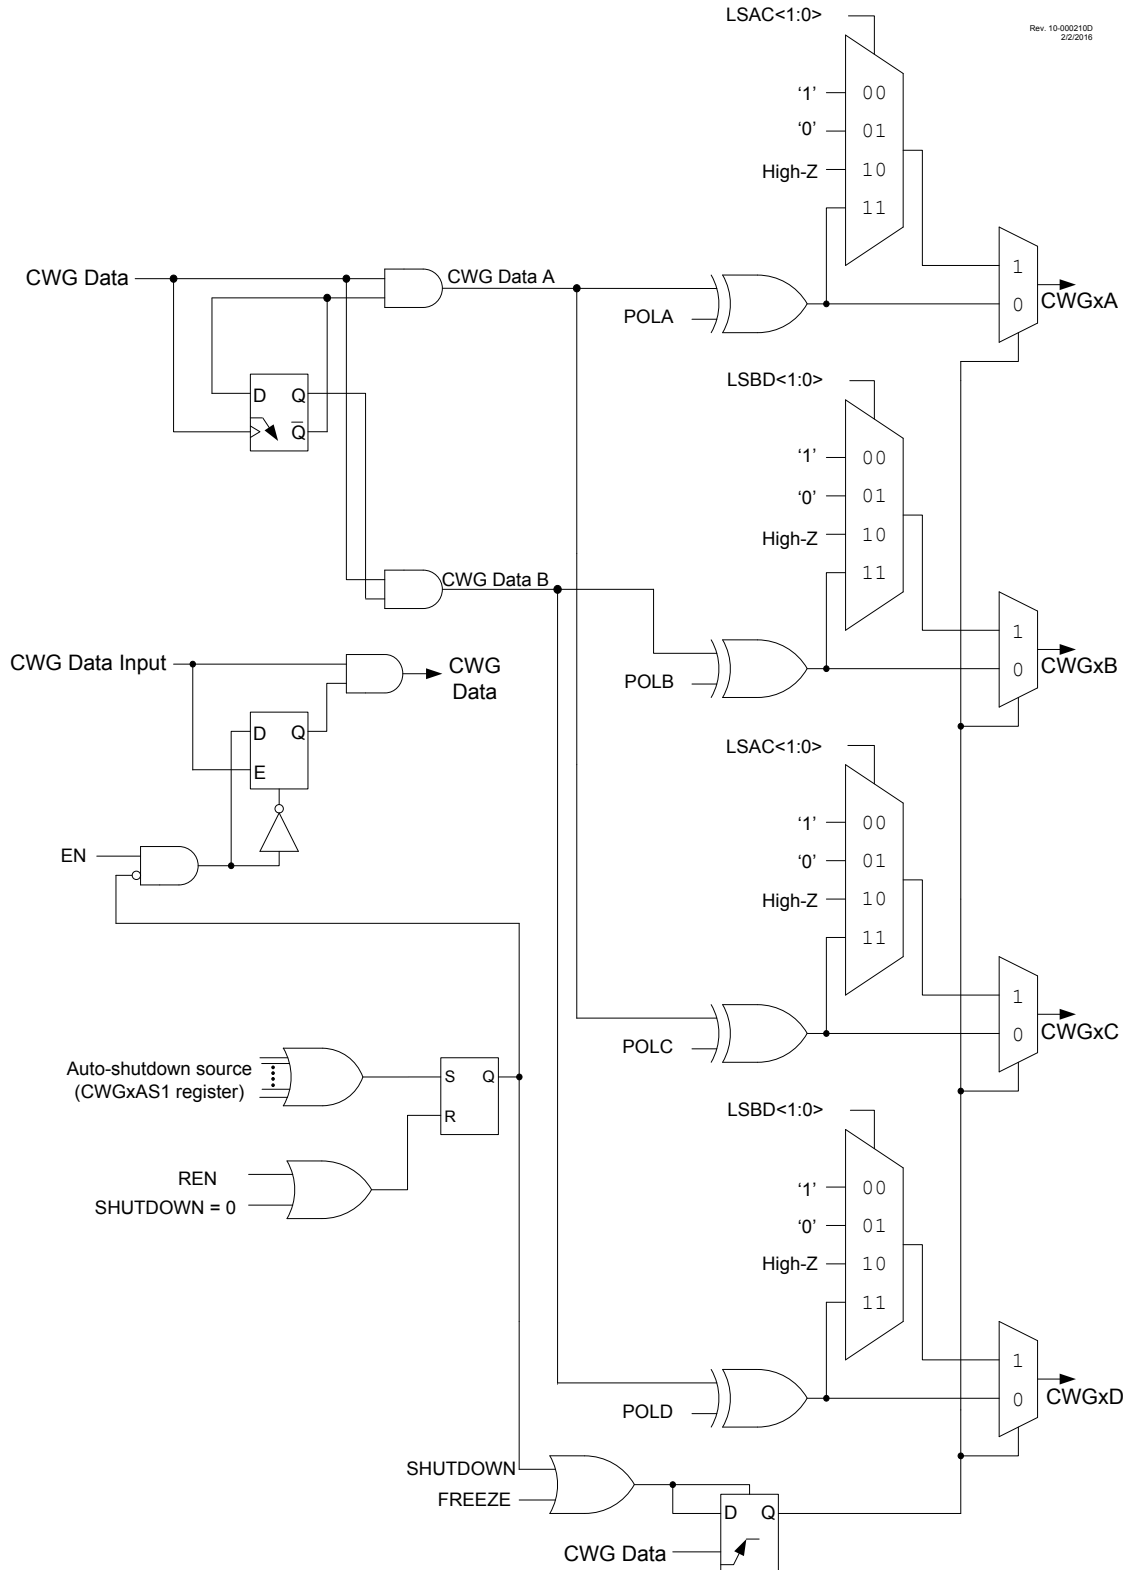 LSAC<1:0>
Rev. 10-000210D
2/2/2016
‘1’ 00
‘0’ 01
High-Z 10
11
CWG Data
CWG Data A
1
0
CWGxA
POLA
D Q
Q
LSBD<1:0>
‘1’ 00
‘0’ 01
High-Z 10
11
CWG Data B
1
0
CWGxB
POLB
CWG Data Input
CWG
Data
D Q
E
LSAC<1:0>
‘1’ 00
‘0’ 01
High-Z 10
11
EN
1
0
CWGxC
POLC
Auto-shutdown source
(CWGxAS1 register)
S Q
R
REN
SHUTDOWN = 0
LSBD<1:0>
‘1’ 00
‘0’ 01
High-Z 10
11
1
0
CWGxD
POLD
SHUTDOWN
FREEZE
D Q
CWG Data